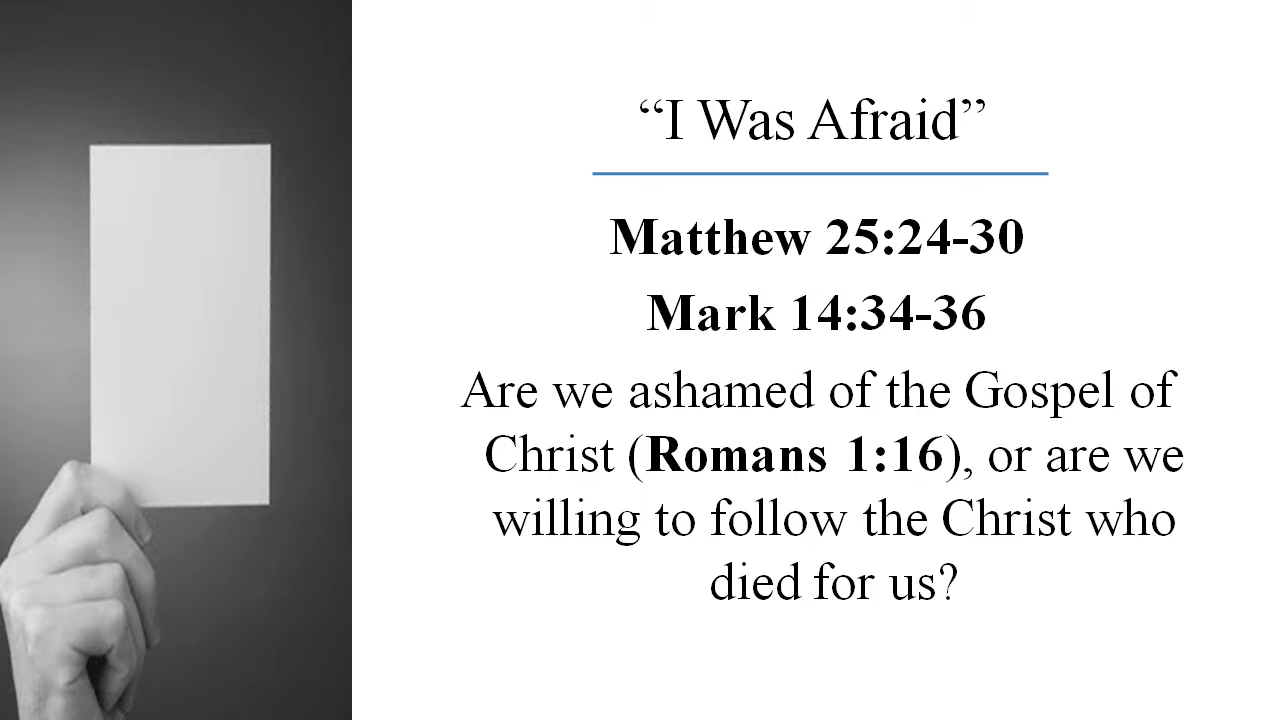 “I Was Afraid”
Matthew 25:24-30
Mark 14:34-36
Are we ashamed of the Gospel of
Christ (Romans 1:16), or are we
willing to follow the Christ who
died for us?